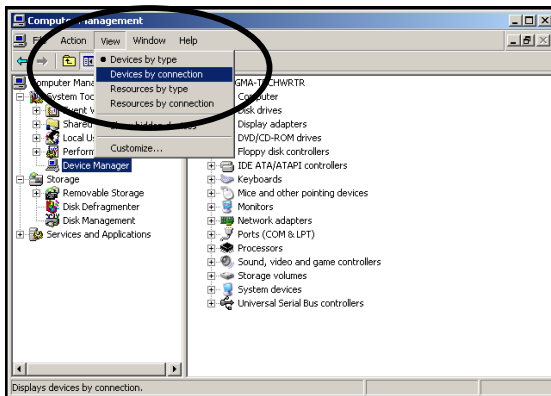 Computer Management
File Action View Window Help
Devices by type
Devices by connection
Resources by type
Resources by connection
Customize...
Computer
System
Event
Shared
Local
Perform
Device Manager
Storage
Removable Storage
Disk Defragmenter
Disk Management
Services and Applications
GMA-TECHWRTR
Computer
Disk drives
Display adapters
DVD/CD-ROM drives
Floppy disk controllers
IDE ATA/ATAPI controllers
Keyboards
Mice and other pointing devices
Monitors
Network adapters
Ports (COM & LPT)
Processors
Sound, video and game controllers
Storage volumes
System devices
Universal Serial Bus controllers
Displays devices by connection.